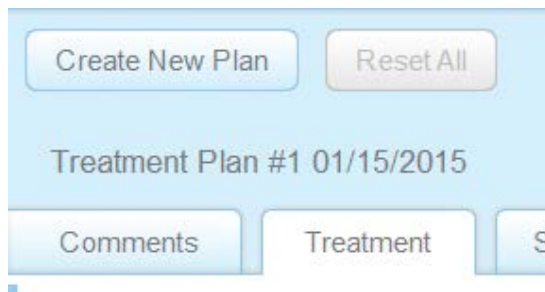 Create New Plan Reset All
Treatment Plan #1 01/15/2015
Comments Treatment S